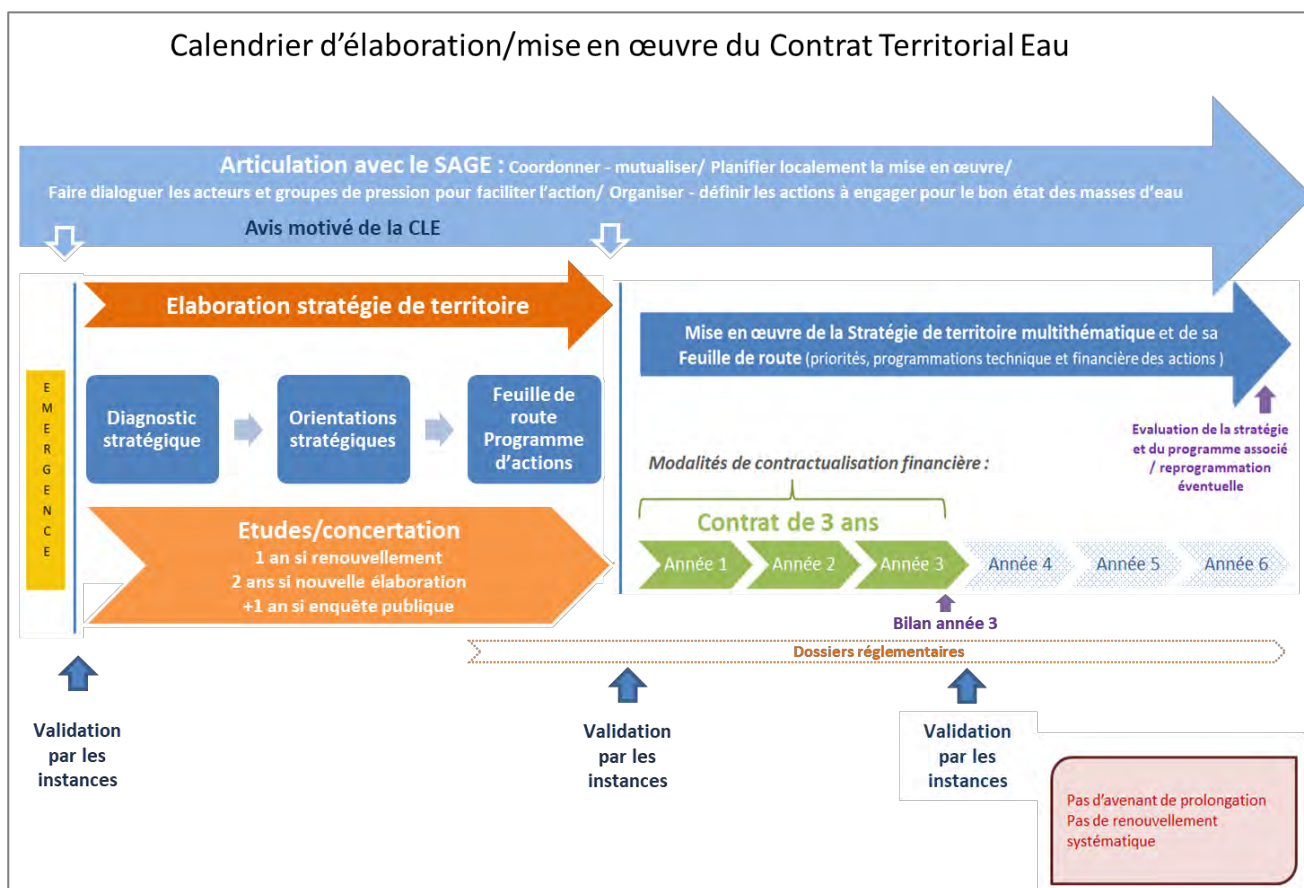 Calendrier d'élaboration/mise en œuvre du Contrat Territorial Eau
Articulation avec le SAGE : Coordonner - mutualiser/ Planifier localement la mise en œuvre/
Faire dialoguer les acteurs et groupes de pression pour faciliter l'action/ Organiser - définir les actions à engager pour le bon état des masses d'eau
Avis motivé de la CLE
EMERGENCE
Elaboration stratégie de territoire
Diagnostic
stratégique
Orientations
stratégiques
Feuille de
route
Programme
d'actions
Etudes/concertation
1 an si renouvellement
2 ans si nouvelle élaboration
+1 an si enquête publique
Mise en œuvre de la Stratégie de territoire multithématique et de sa
Feuille de route (priorités, programmations technique et financière des actions )
Evaluation de la stratégie
et du programme associé
/ reprogrammation
éventuelle
Modalités de contractualisation financière :
Contrat de 3 ans
Année 1
Année 2
Année 3
Année 4
Année 5
Année 6
Bilan année 3
Dossiers réglementaires
Validation
par les
instances
Validation
par les
instances
Validation
par les
instances
Pas d'avenant de prolongation
Pas de renouvellement
systématique